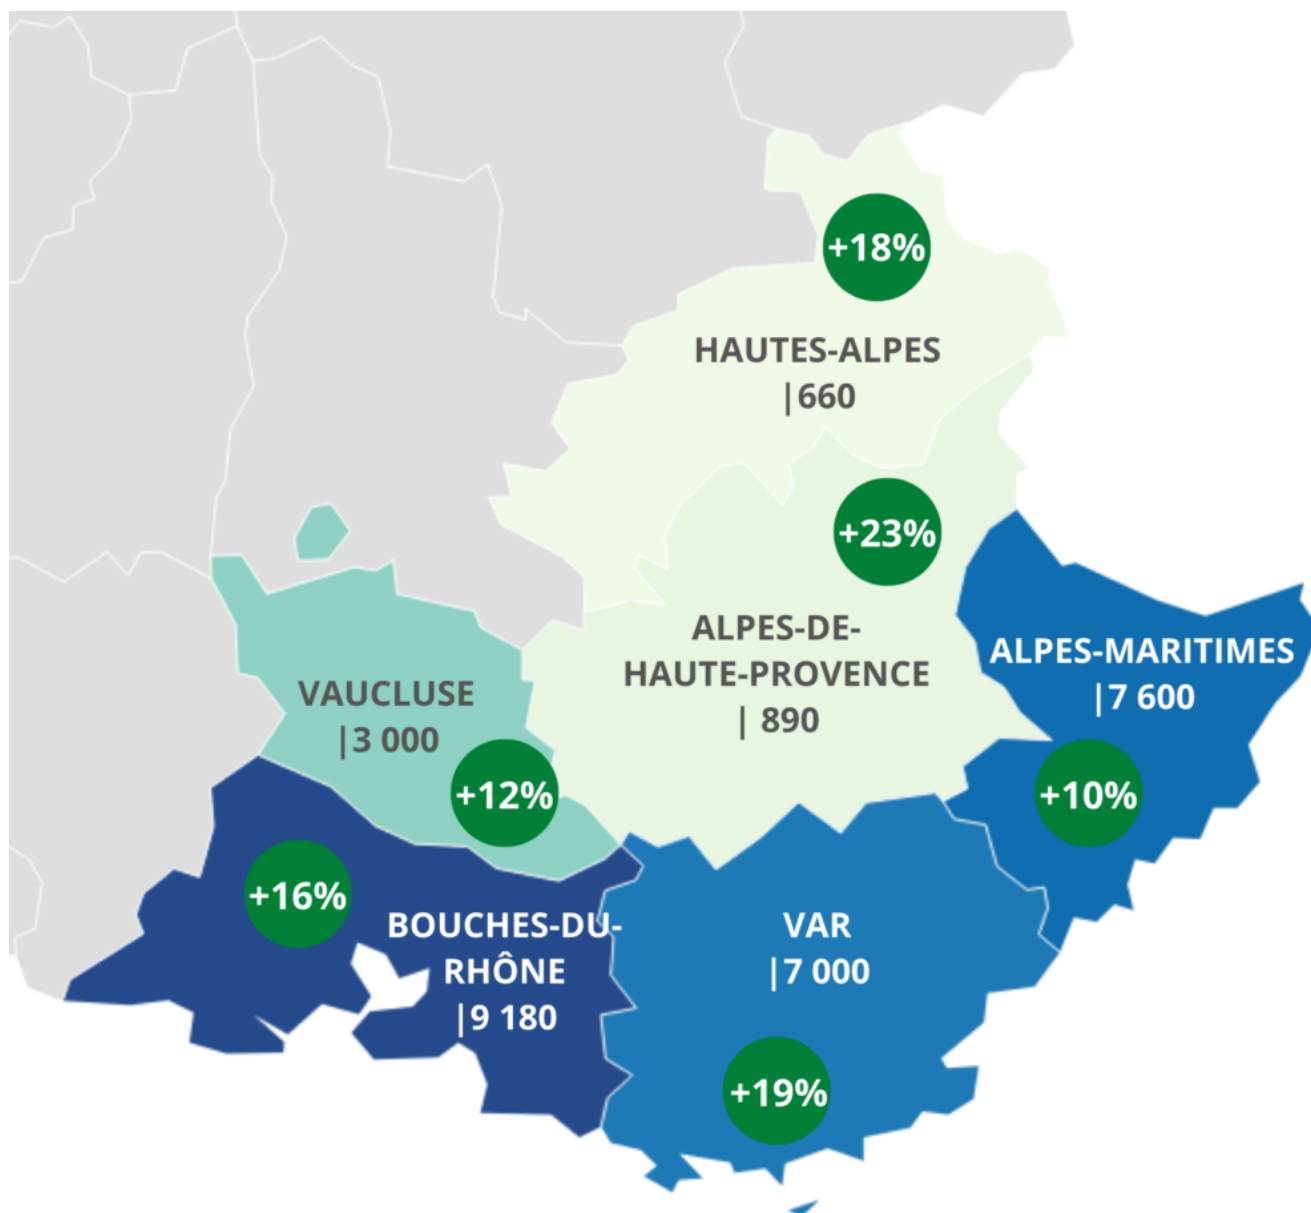 +18%
HAUTES-ALPES
|660
+23%
ALPES-DE-
HAUTE-PROVENCE
| 890
ALPES-MARITIMES
|7 600
+10%
VAUCLUSE
|3 000
+12%
+16%
BOUCHES-DU-
RHÔNE
|9 180
VAR
|7 000
+19%